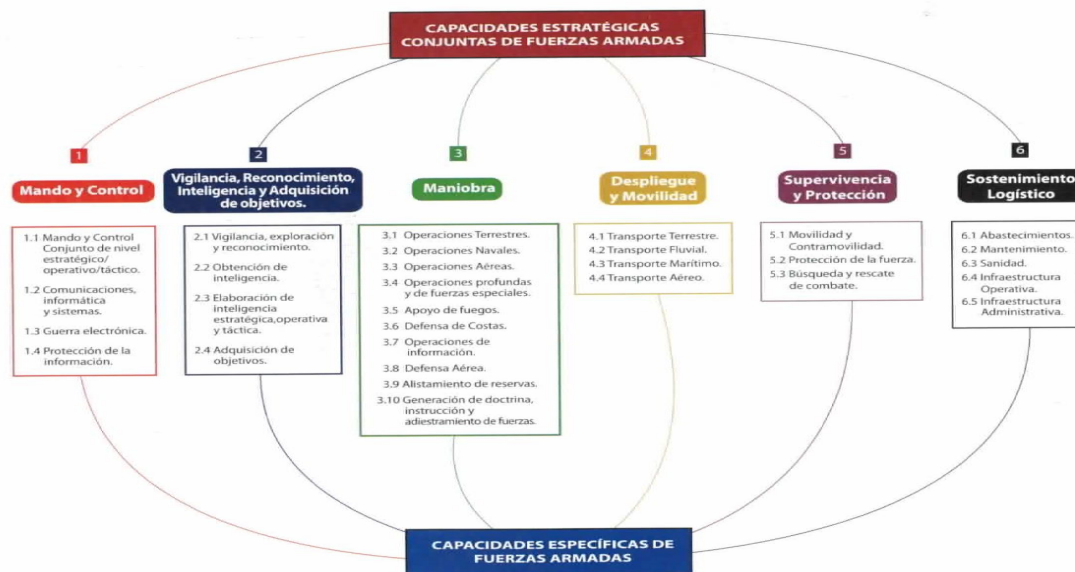 CAPACIDADES ESTRATÉGICAS
CONJUNTAS DE FUERZAS ARMADAS
1
Mando y Control
1.1 Mando y Control
Conjunto de nivel
estratégico/
operativo/táctico.
1.2 Comunicaciones,
informática
y sistemas.
1.3 Guerra electrónica.
1.4 Protección de la
información.
2
Vigilancia, Reconocimiento,
Inteligencia y Adquisición
de objetivos.
2.1 Vigilancia, exploración
y reconocimiento.
2.2 Obtención de
inteligencia.
2.3 Elaboración de
inteligencia
estratégica,operativa
y táctica.
2.4 Adquisición de
objetivos.
3
Maniobra
3.1 Operaciones Terrestres.
3.2 Operaciones Navales.
3.3 Operaciones Aéreas.
3.4 Operaciones profundas
y de fuerzas especiales.
3.5 Apoyo de fuegos.
3.6 Defensa de Costas.
3.7 Operaciones de
información.
3.8 Defensa Aérea.
3.9 Alistamiento de reservas.
3.10 Generación de doctrina,
instrucción y
adiestramiento de fuerzas.
4
Despliegue
y Movilidad
4.1 Transporte Terrestre.
4.2 Transporte Fluvial.
4.3 Transporte Marítimo.
4.4 Transporte Aéreo.
5
Supervivencia
y Protección
5.1 Movilidad y
Contramovilidad.
5.2 Protección de la fuerza.
5.3 Búsqueda y rescate
de combate.
6
Sostenimiento
Logístico
6.1 Abastecimientos.
6.2 Mantenimiento.
6.3 Sanidad.
6.4 Infraestructura
Operativa.
6.5 Infraestructura
Administrativa.
CAPACIDADES ESPECÍFICAS DE
FUERZAS ARMADAS